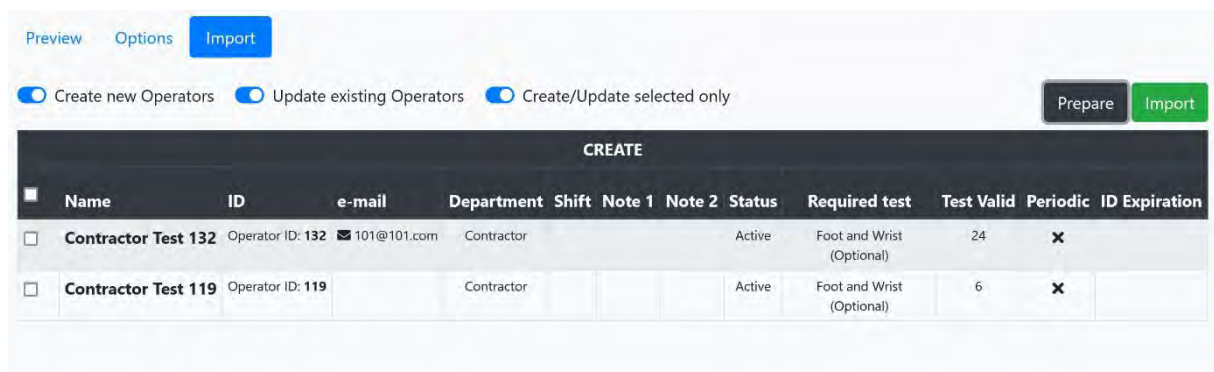 Preview Options Import
Create new Operators Update existing Operators Create/Update selected only
Prepare Import
CREATE
Name ID e-mail Department Shift Note 1 Note 2 Status Required test Test Valid Periodic ID Expiration
Contractor Test 132 Operator ID: 132 101@101.com Contractor Active Foot and Wrist 24
(Optional)
Contractor Test 119 Operator ID: 119 Contractor Active Foot and Wrist 6
(Optional)